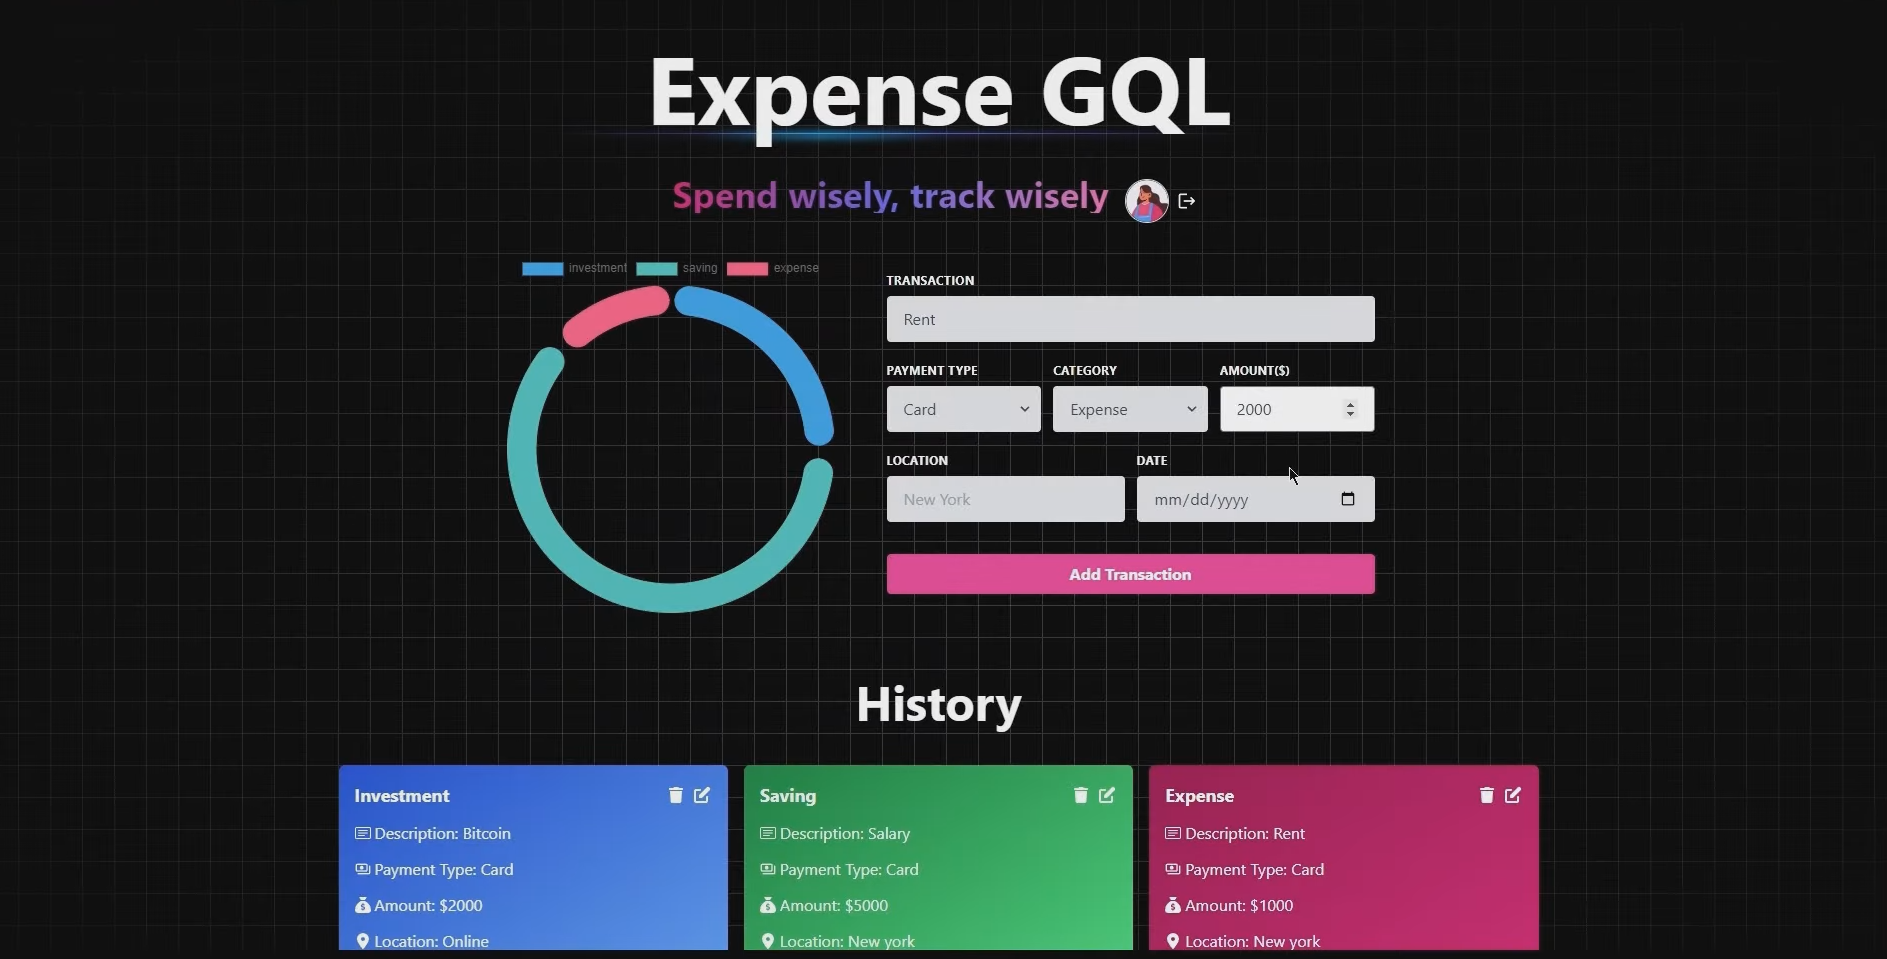 Expense GQL
Spend wisely, track wisely
investment saving expense
TRANSACTION
Rent
PAYMENT TYPE CATEGORY AMOUNT($)
Card Expense 2000
LOCATION DATE
New York mm/dd/yyyy
Add Transaction
History
Investment
Description: Bitcoin
Payment Type: Card
Amount: $2000
Location: Online
Saving
Description: Salary
Payment Type: Card
Amount: $5000
Location: New york
Expense
Description: Rent
Payment Type: Card
Amount: $1000
Location: New york